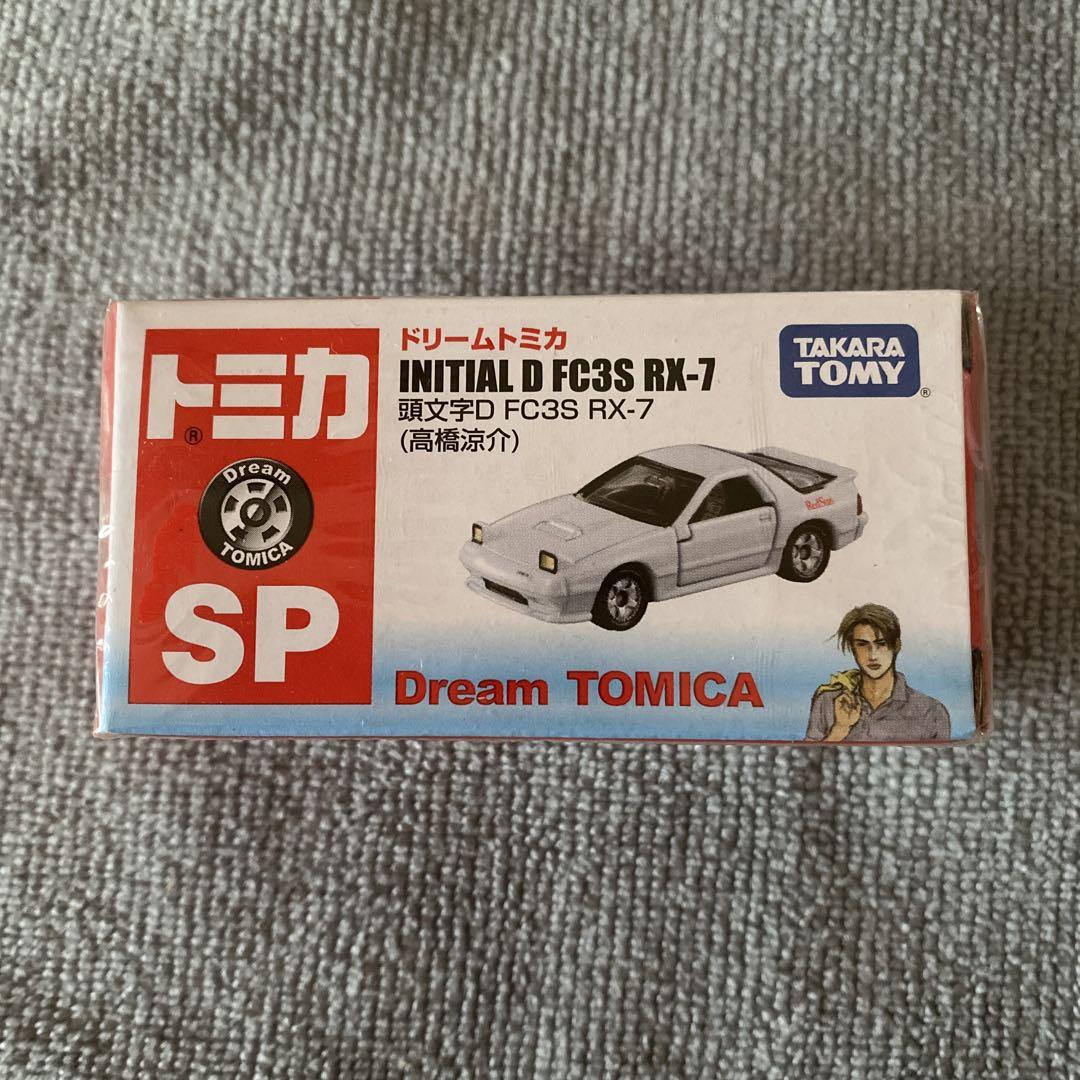 トミカ
®
Dream
TOMICA
SP
ドリームトミカ
INITIAL D FC3S RX-7
頭文字D FC3S RX-7
(高橋涼介)
RedSuns
Dream TOMICA
TAKARA
TOMY
®